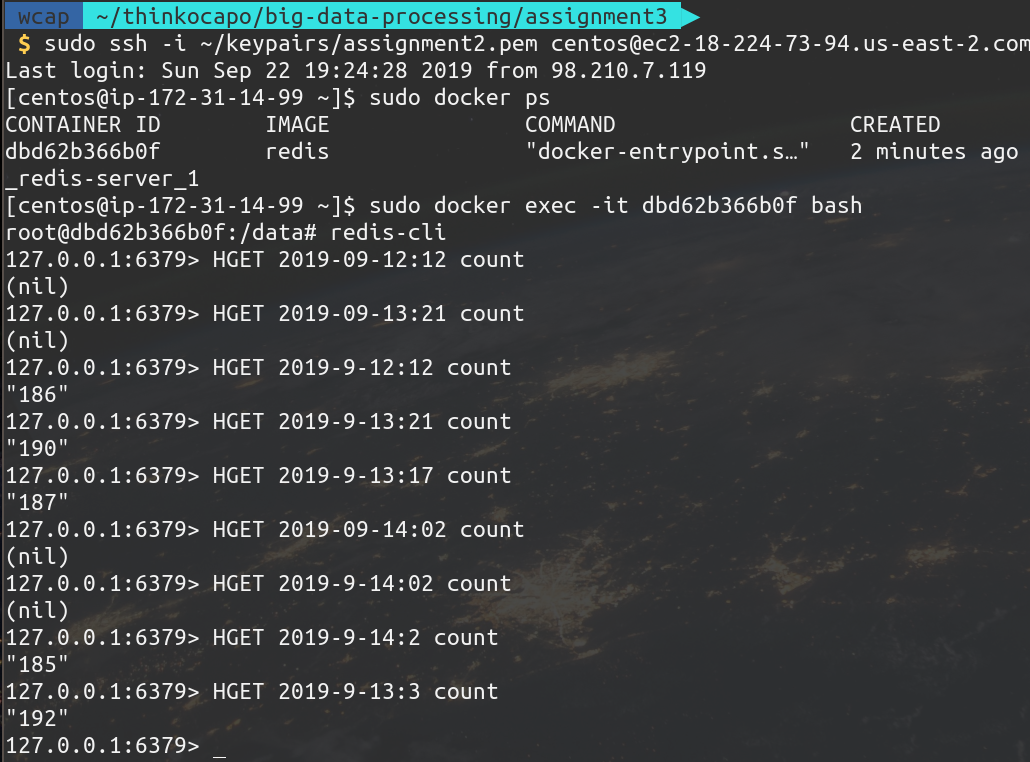 wcap ~/thinkocapo/big-data-processing/assignment3
$ sudo ssh -i ~/keypairs/assignment2.pem centos@ec2-18-224-73-94.us-east-2.com
Last login: Sun Sep 22 19:24:28 2019 from 98.210.7.119
[centos@ip-172-31-14-99 ~]$ sudo docker ps
CONTAINER ID        IMAGE               COMMAND                  CREATED
dbd62b366b0f        redis               "docker-entrypoint.s…"   2 minutes ago
_redis-server_1
[centos@ip-172-31-14-99 ~]$ sudo docker exec -it dbd62b366b0f bash
root@dbd62b366b0f:/data# redis-cli
127.0.0.1:6379> HGET 2019-09-12:12 count
(nil)
127.0.0.1:6379> HGET 2019-09-13:21 count
(nil)
127.0.0.1:6379> HGET 2019-9-12:12 count
"186"
127.0.0.1:6379> HGET 2019-9-13:21 count
"190"
127.0.0.1:6379> HGET 2019-9-13:17 count
"187"
127.0.0.1:6379> HGET 2019-09-14:02 count
(nil)
127.0.0.1:6379> HGET 2019-9-14:02 count
(nil)
127.0.0.1:6379> HGET 2019-9-14:2 count
"185"
127.0.0.1:6379> HGET 2019-9-13:3 count
"192"
127.0.0.1:6379> _